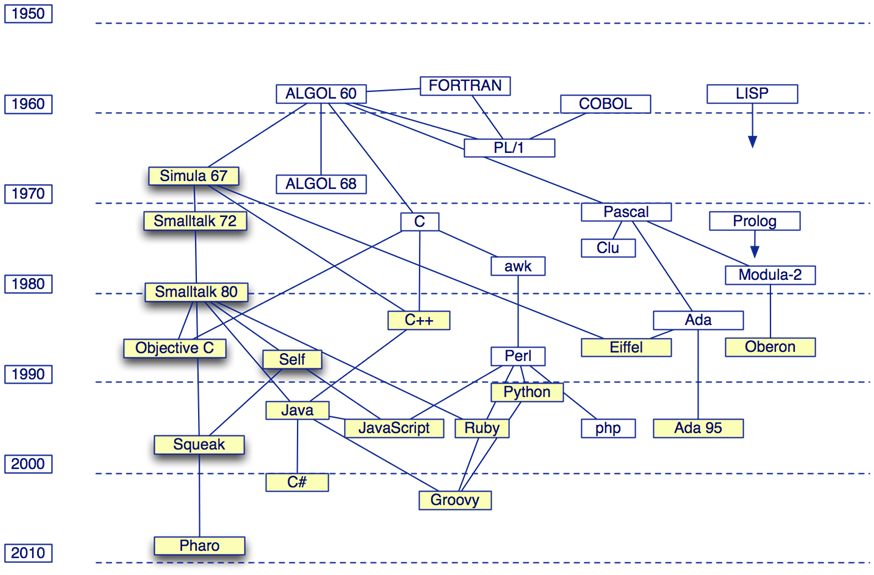 1950
FORTRAN
ALGOL 60
LISP
1960
COBOL
PL/1
Simula 67
ALGOL 68
1970
Pascal
Smalltalk 72
C
Prolog
Clu
awk
Modula-2
1980
Smalltalk 80
C++
Ada
Objective C
Self
Perl
Eiffel
Oberon
1990
Python
Java
JavaScript
Ruby
php
Ada 95
Squeak
2000
C#
Groovy
Pharo
2010